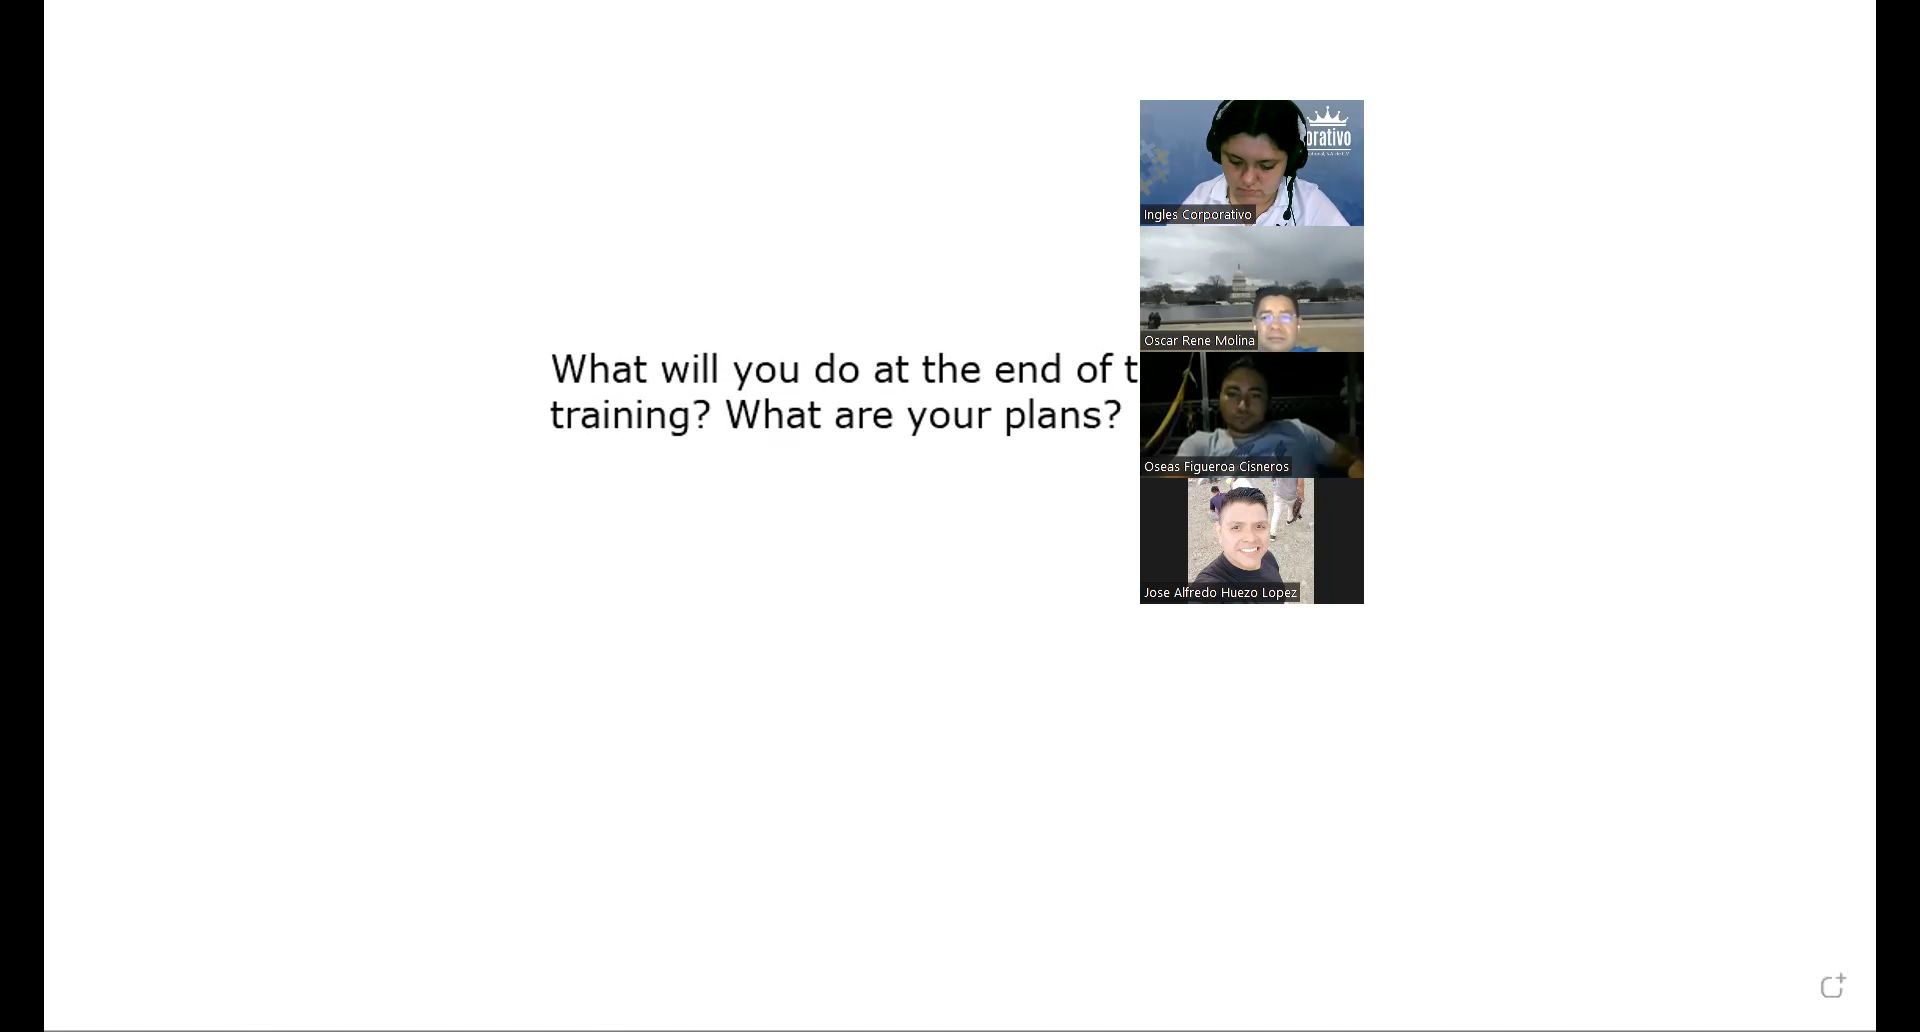 orativo
Ingles Corporativo
Oscar Rene Molina
What will you do at the end of t
training? What are your plans?
Oseas Figueroa Cisneros
Jose Alfredo Huezo Lopez